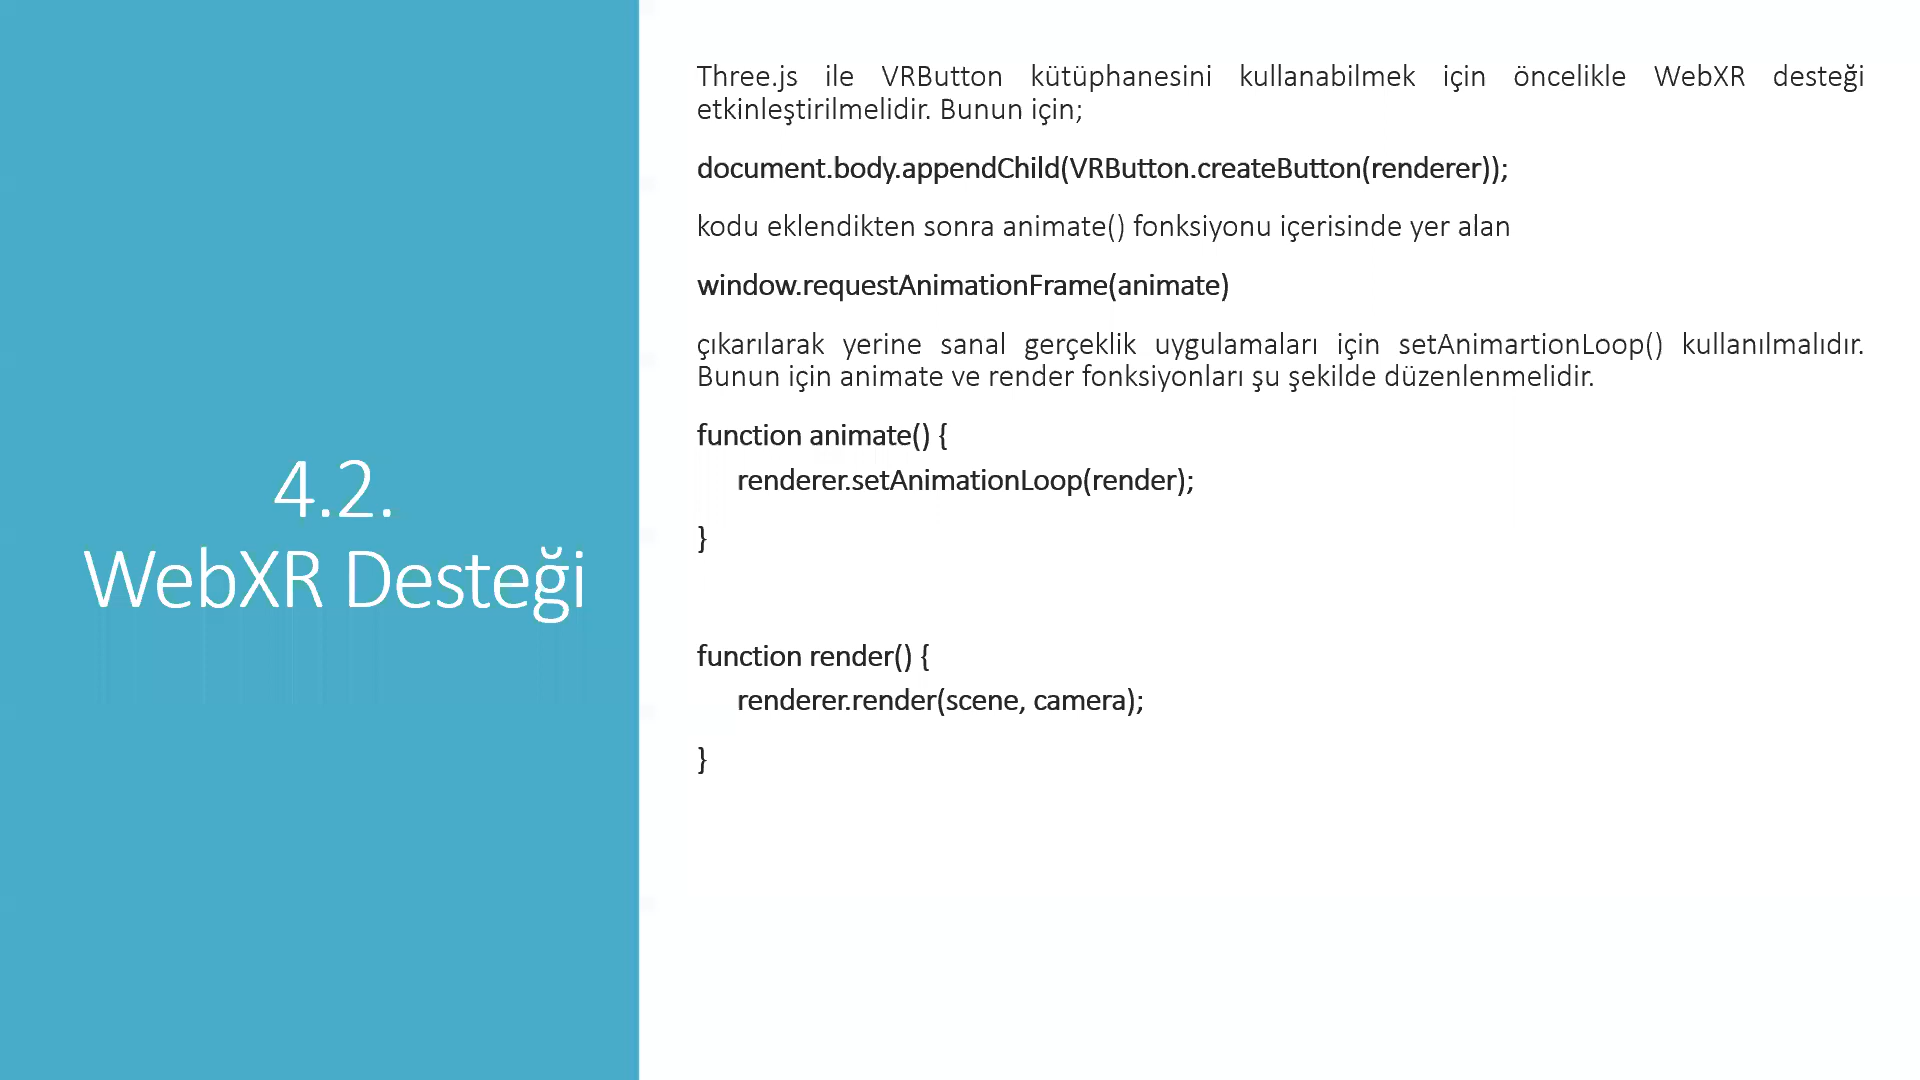 4.2.
WebXR Desteği
Three.js ile VRButton kütüphanesini kullanabilmek için öncelikle WebXR desteği
etkinleştirilmelidir. Bunun için;
document.body.appendChild(VRButton.createButton(renderer));
kodu eklendikten sonra animate() fonksiyonu içerisinde yer alan
window.requestAnimationFrame(animate)
çıkarılarak yerine sanal gerçeklik uygulamaları için setAnimartionLoop() kullanılmalıdır.
Bunun için animate ve render fonksiyonları şu şekilde düzenlenmelidir.
function animate() {
renderer.setAnimationLoop(render);
}
function render() {
renderer.render(scene, camera);
}